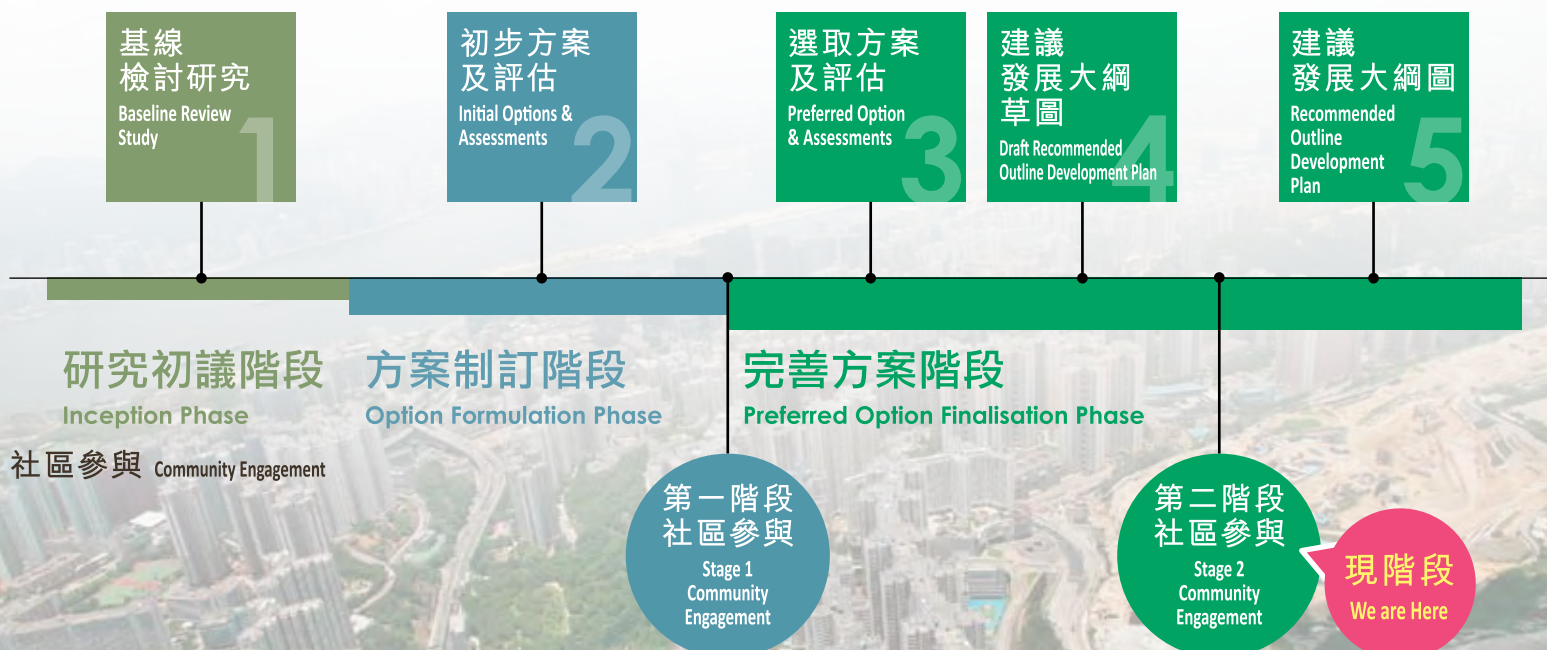 基線
檢討研究
Baseline Review
Study
1
初步方案
及評估
Initial Options &
Assessments
2
選取方案
及評估
Preferred Option
& Assessments
3
建議
發展大綱
草圖
Draft Recommended
Outline Development Plan
4
建議
發展大綱圖
Recommended
Outline
Development
Plan
5
研究初議階段
Inception Phase
方案制訂階段
Option Formulation Phase
完善方案階段
Preferred Option Finalisation Phase
社區參與 Community Engagement
第一階段
社區參與
Stage 1
Community
Engagement
第二階段
社區參與
Stage 2
Community
Engagement
現階段
We are Here